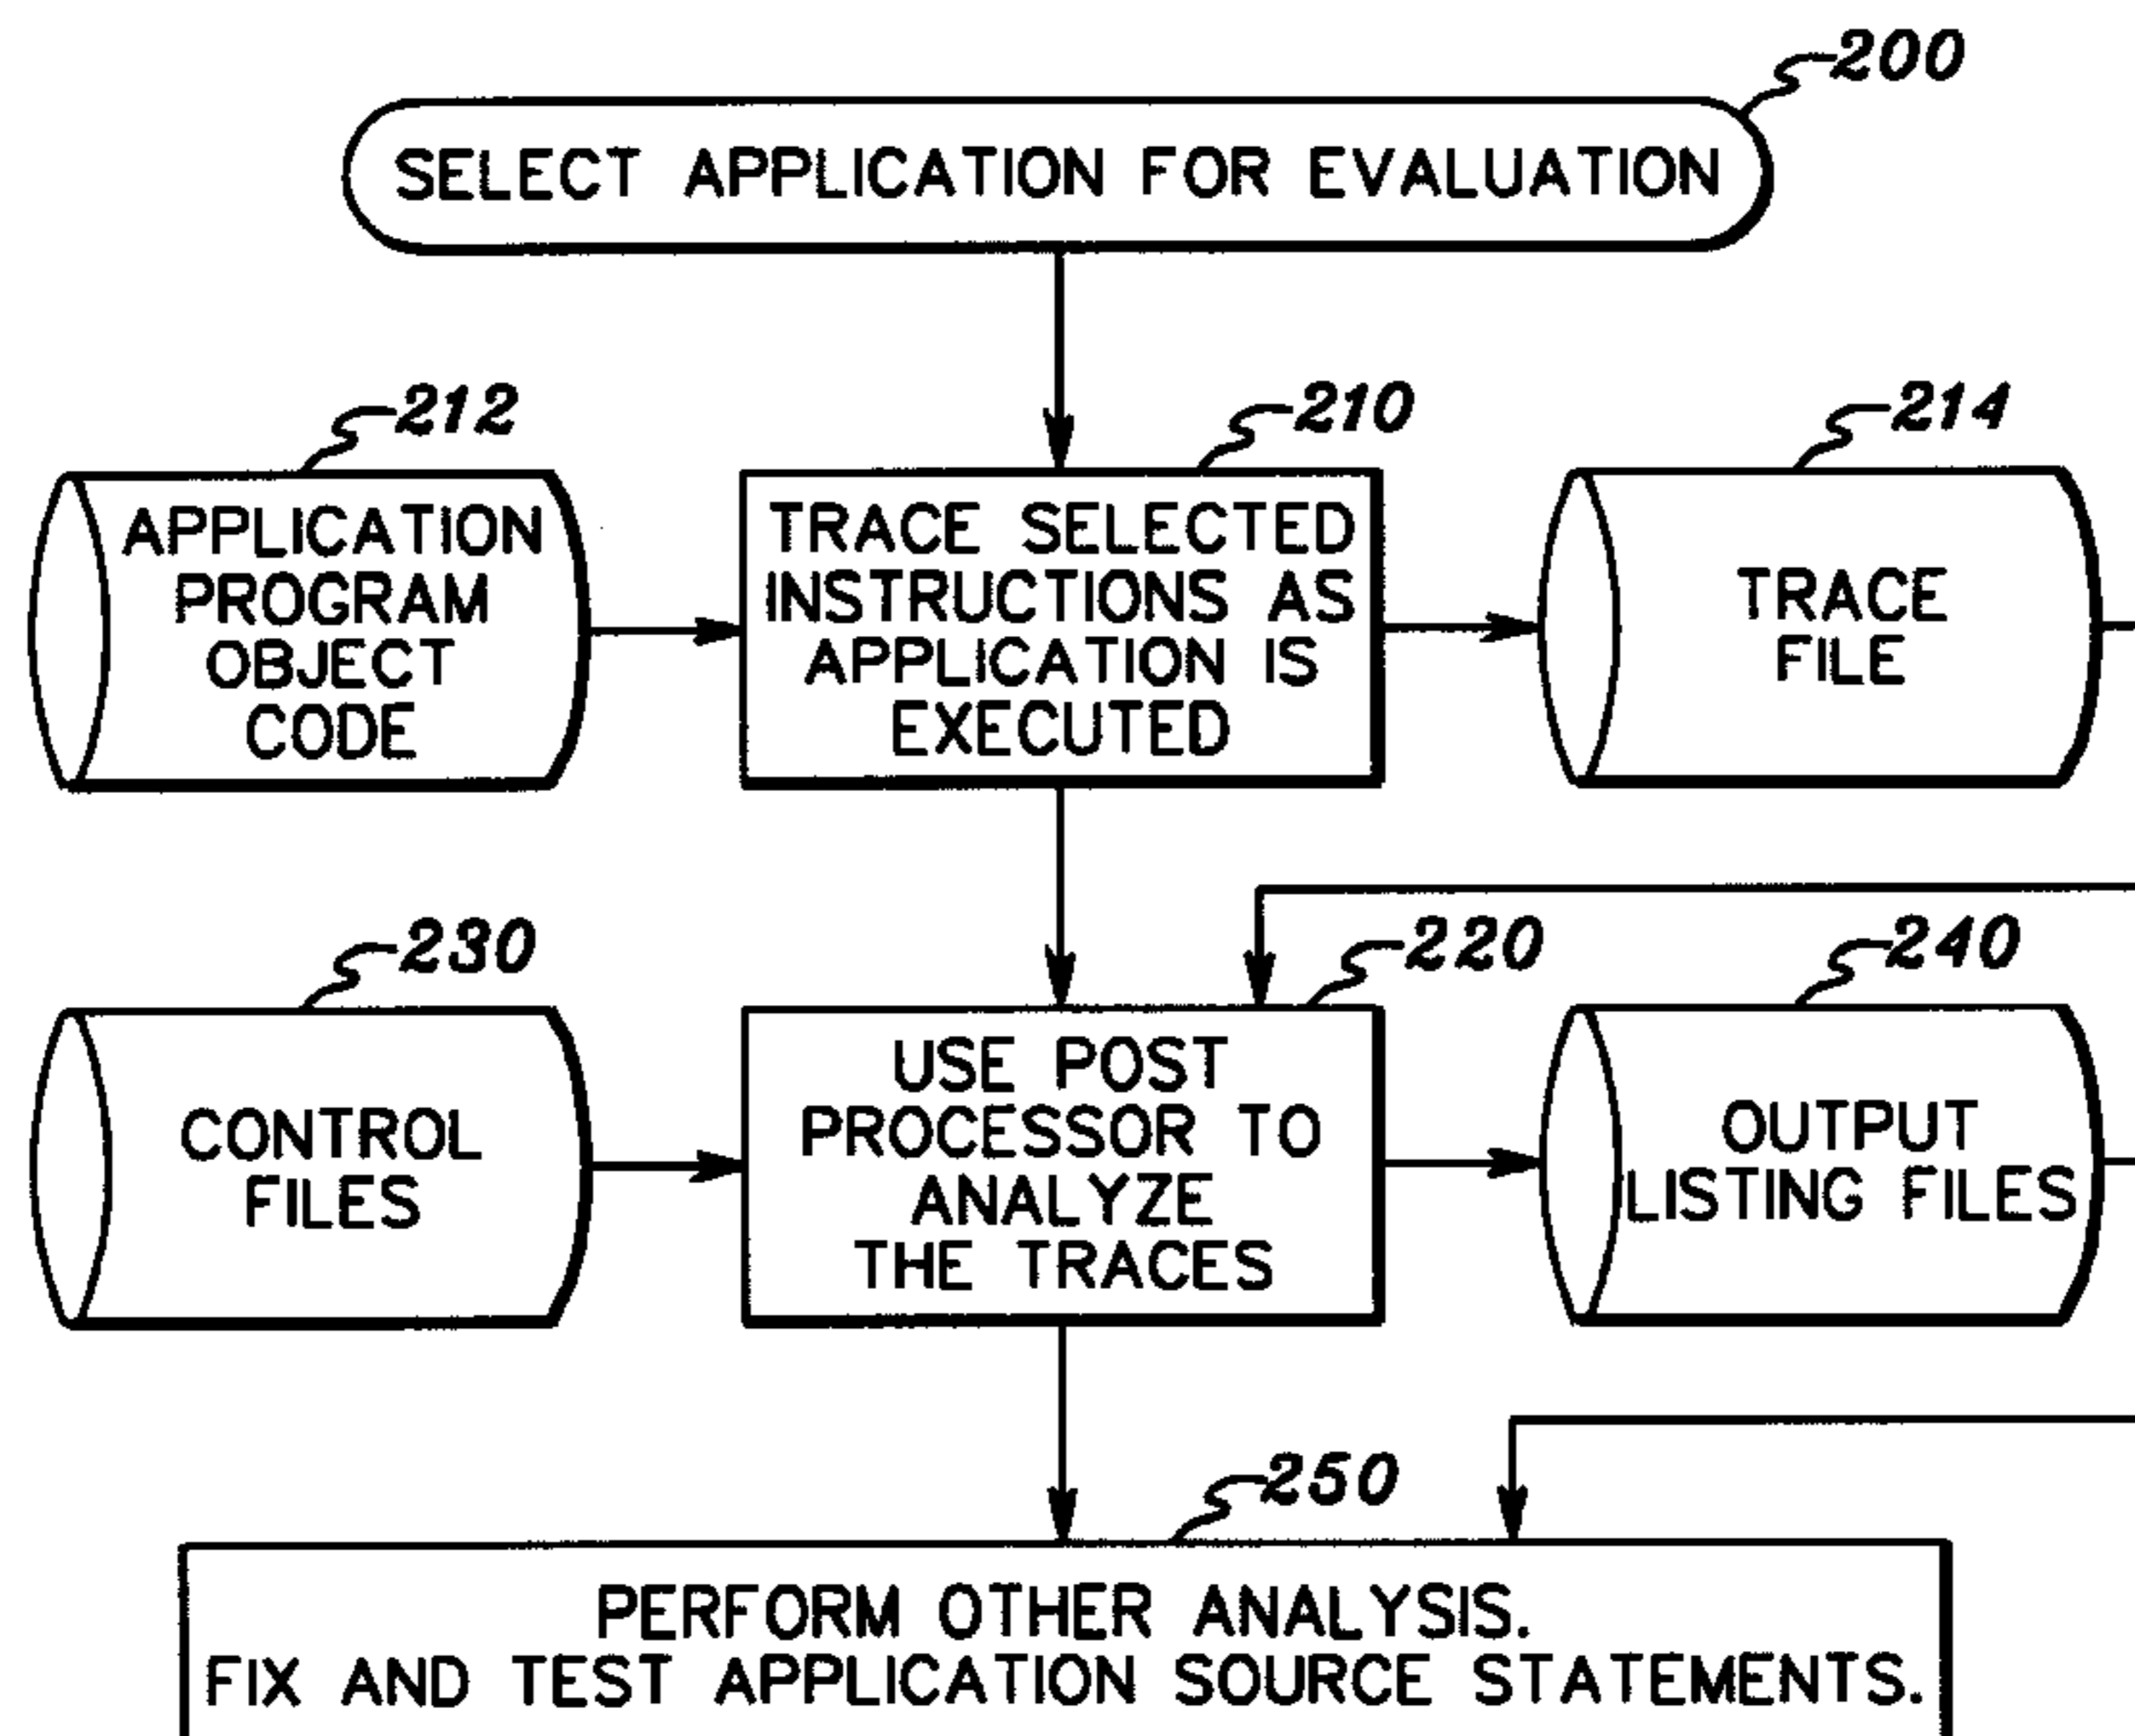 200
SELECT APPLICATION FOR EVALUATION
212
APPLICATION
PROGRAM
OBJECT
CODE
210
TRACE SELECTED
INSTRUCTIONS AS
APPLICATION IS
EXECUTED
214
TRACE
FILE
230
CONTROL
FILES
220
USE POST
PROCESSOR TO
ANALYZE
THE TRACES
240
OUTPUT
LISTING FILES
250
PERFORM OTHER ANALYSIS.
FIX AND TEST APPLICATION SOURCE STATEMENTS.